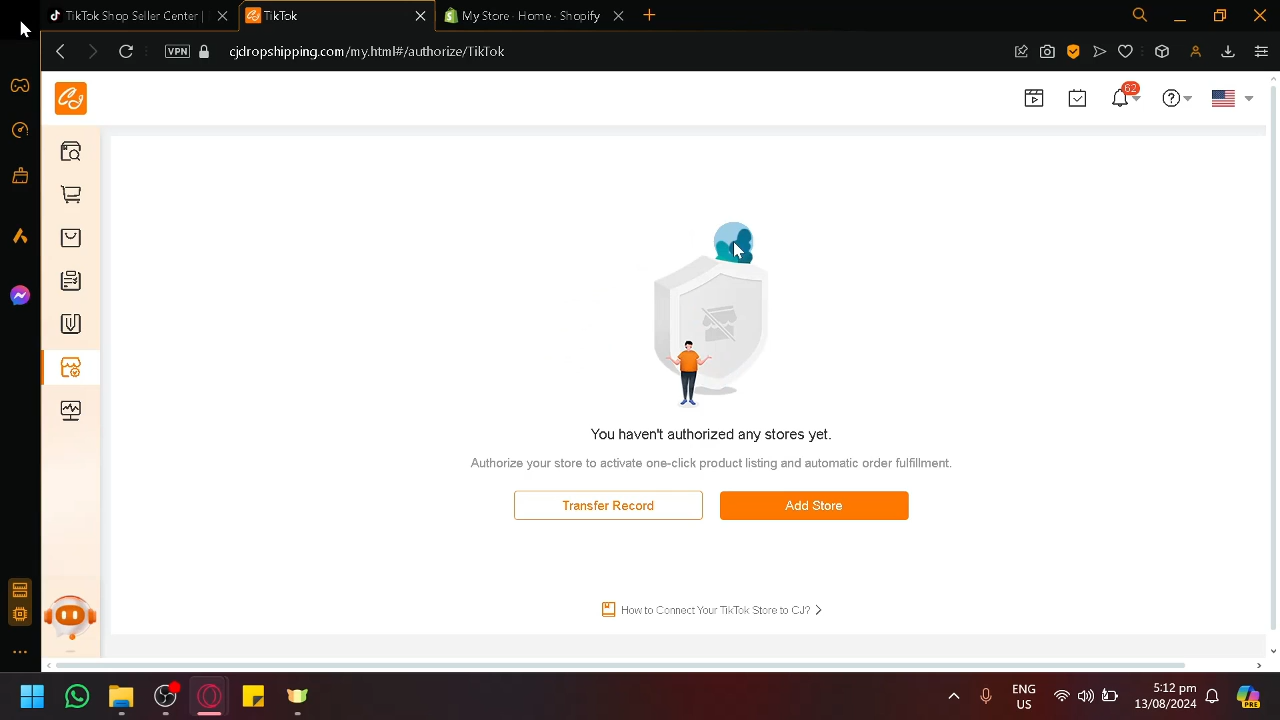 TikTok Shop Seller Center |
TikTok
My Store · Home · Shopify
VPN
cjdropshipping.com/my.html#/authorize/TikTok
CJ
62
You haven't authorized any stores yet.
Authorize your store to activate one-click product listing and automatic order fulfillment.
Transfer Record
Add Store
How to Connect Your TikTok Store to CJ?
ENG
US
5:12 pm
13/08/2024
PRE